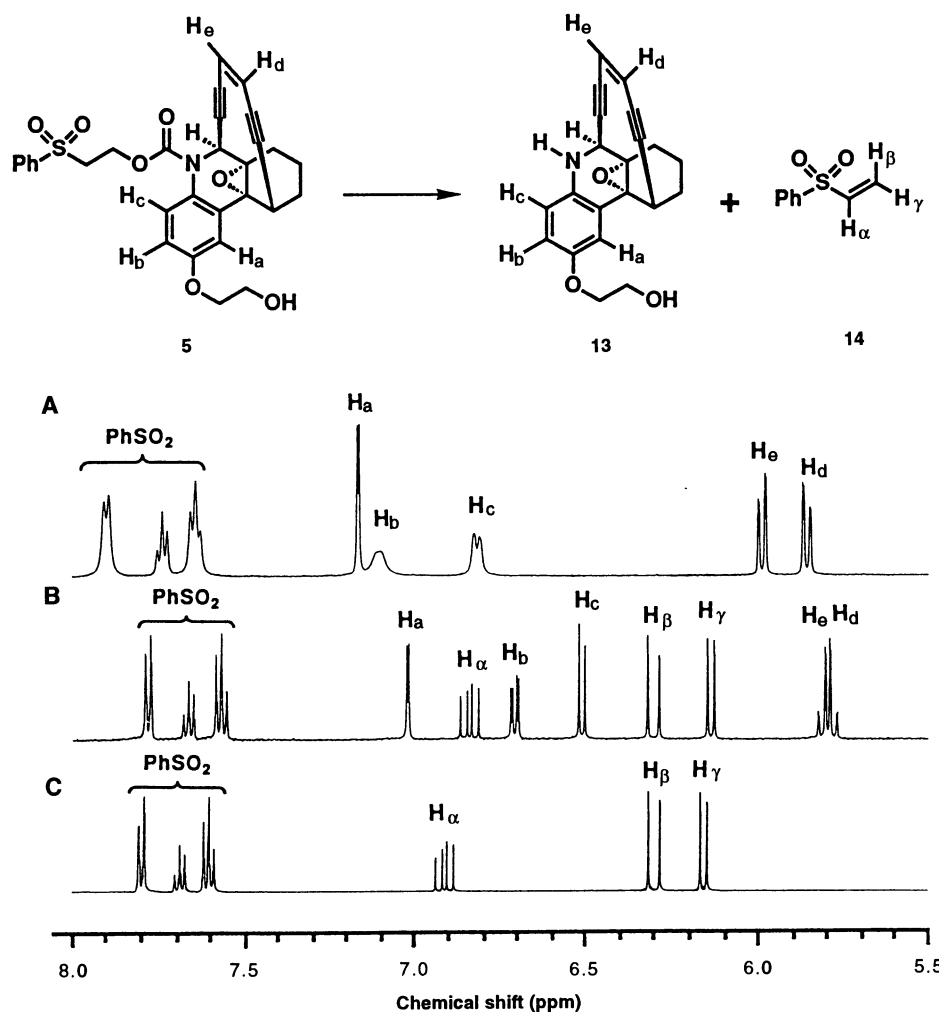 He
Hd
O
O
O
S
Ph
O
H
N
O
Hc
Hb
Ha
O
OH
5
He
Hd
H
H
N
O
Hc
Hb
Ha
O
OH
13
+
O
O
S
Ph
Hβ
Hγ
Hα
14
A
PhSO2
Ha
Hb
Hc
He
Hd
B
PhSO2
Ha
Hα
Hb
Hc
Hβ
Hγ
He Hd
C
PhSO2
Hα
Hβ
Hγ
8.0 7.5 7.0 6.5 6.0 5.5
Chemical shift (ppm)